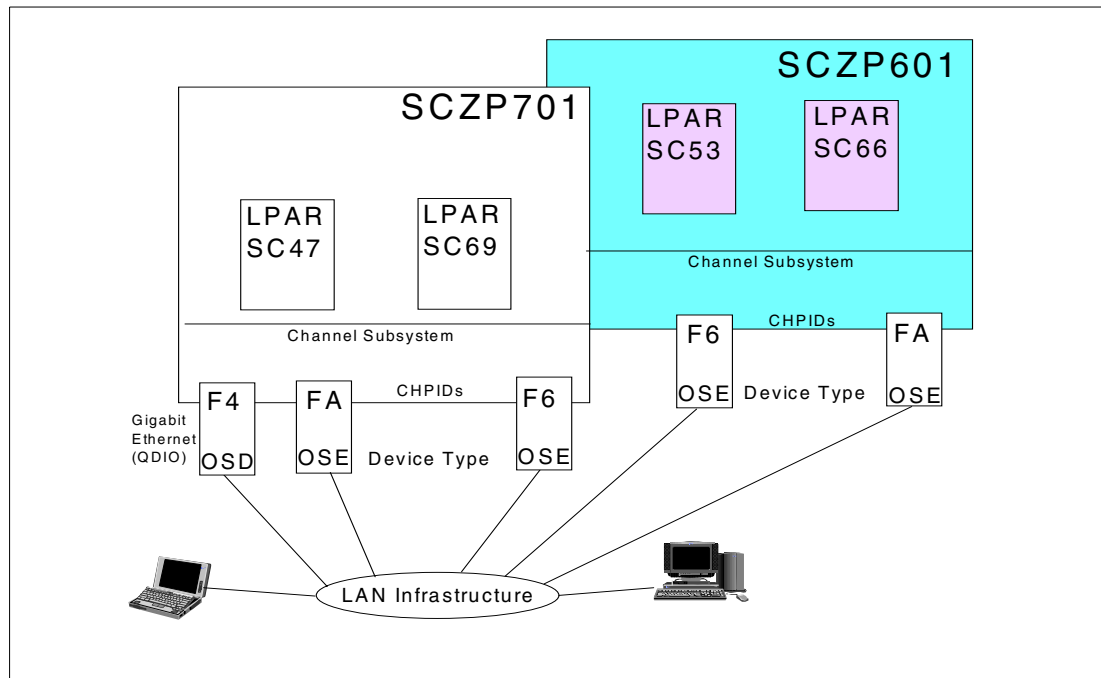 SCZP601
SCZP701
LPAR
SC53
LPAR
SC66
LPAR
SC47
LPAR
SC69
Channel Subsystem
Channel Subsystem
CHPIDs
F6
OSE
Device Type
FA
OSE
CHPIDs
Gigabit
Ethernet
(QDIO)
F4
OSD
FA
OSE
Device Type
F6
OSE
LAN Infrastructure